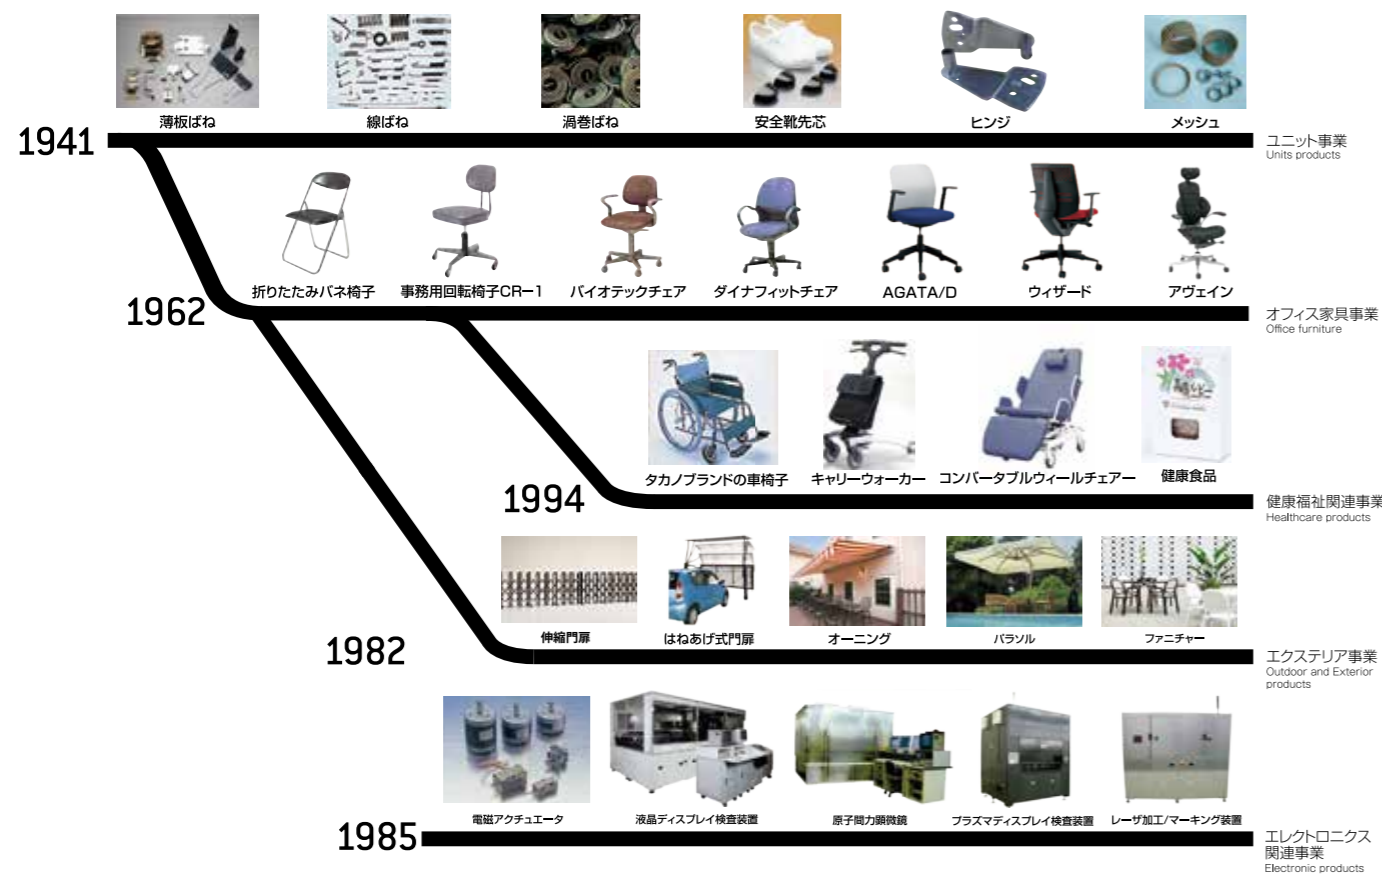 薄板ばね
線ばね
渦巻ばね
安全靴先芯
ヒンジ
メッシュ
1941
ユニット事業
Units products
折りたたみバネ椅子
事務用回転椅子CR−1
バイオテックチェア
ダイナフィットチェア
AGATA/D
ウィザード
アヴェイン
1962
オフィス家具事業
Office furniture
タカノブランドの車椅子
キャリーウォーカー
コンバータブルウィールチェアー
健康食品
1994
健康福祉関連事業
Healthcare products
伸縮門扉
はねあげ式門扉
オーニング
パラソル
ファニチャー
1982
エクステリア事業
Outdoor and Exterior
products
電磁アクチュエータ
液晶ディスプレイ検査装置
原子間力顕微鏡
プラズマディスプレイ検査装置
レーザ加工/マーキング装置
1985
エレクトロニクス
関連事業
Electronic products